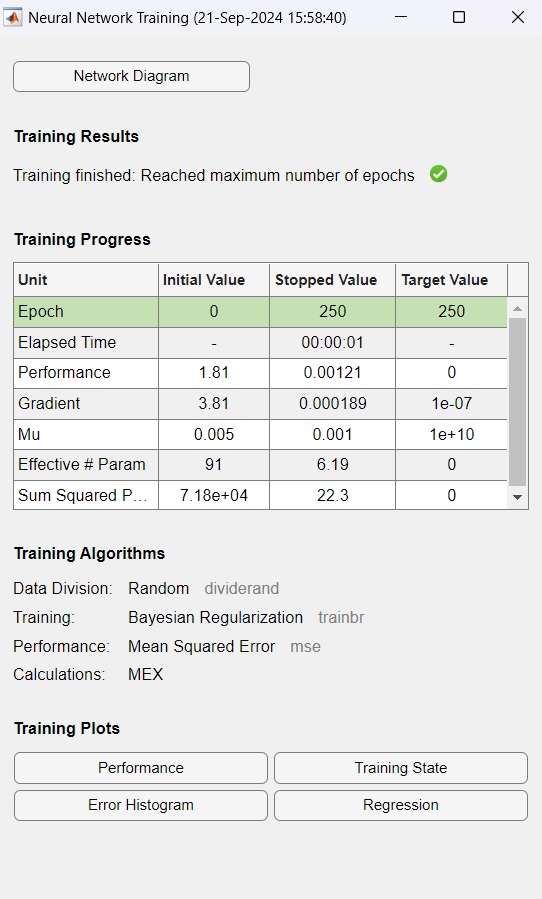 Neural Network Training (21-Sep-2024 15:58:40)
Network Diagram
Training Results
Training finished: Reached maximum number of epochs
Training Progress
Unit Initial Value Stopped Value Target Value
Epoch 0 250 250
Elapsed Time - 00:00:01 -
Performance 1.81 0.00121 0
Gradient 3.81 0.000189 1e-07
Mu 0.005 0.001 1e+10
Effective # Param 91 6.19 0
Sum Squared P... 7.18e+04 22.3 0
Training Algorithms
Data Division: Random dividerand
Training: Bayesian Regularization trainbr
Performance: Mean Squared Error mse
Calculations: MEX
Training Plots
Performance Training State
Error Histogram Regression